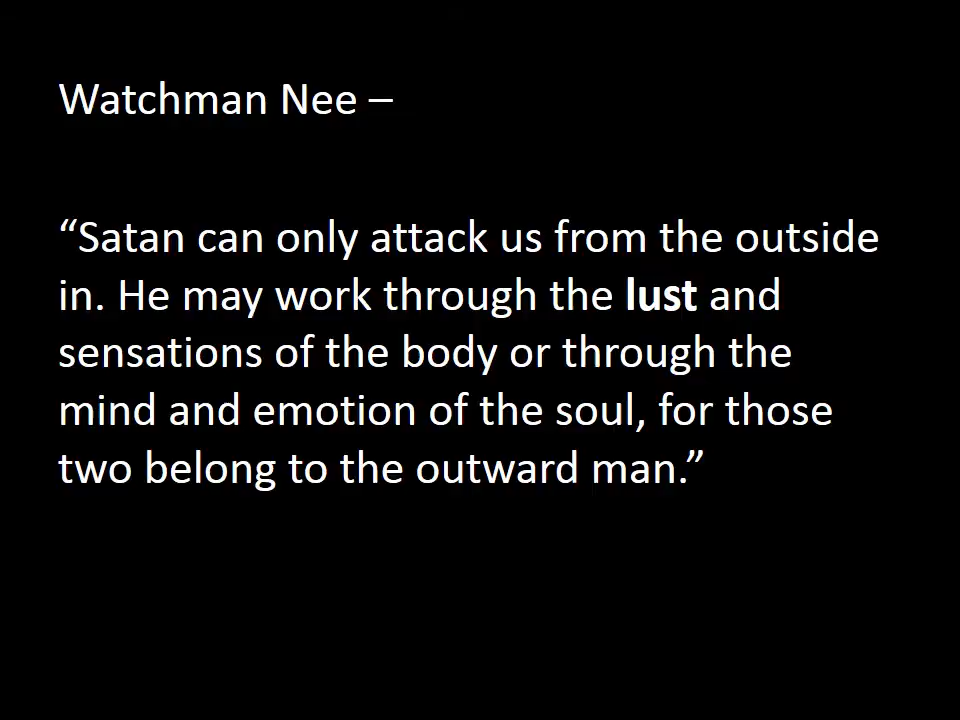 Watchman Nee –
“Satan can only attack us from the outside
in. He may work through the lust and
sensations of the body or through the
mind and emotion of the soul, for those
two belong to the outward man.”